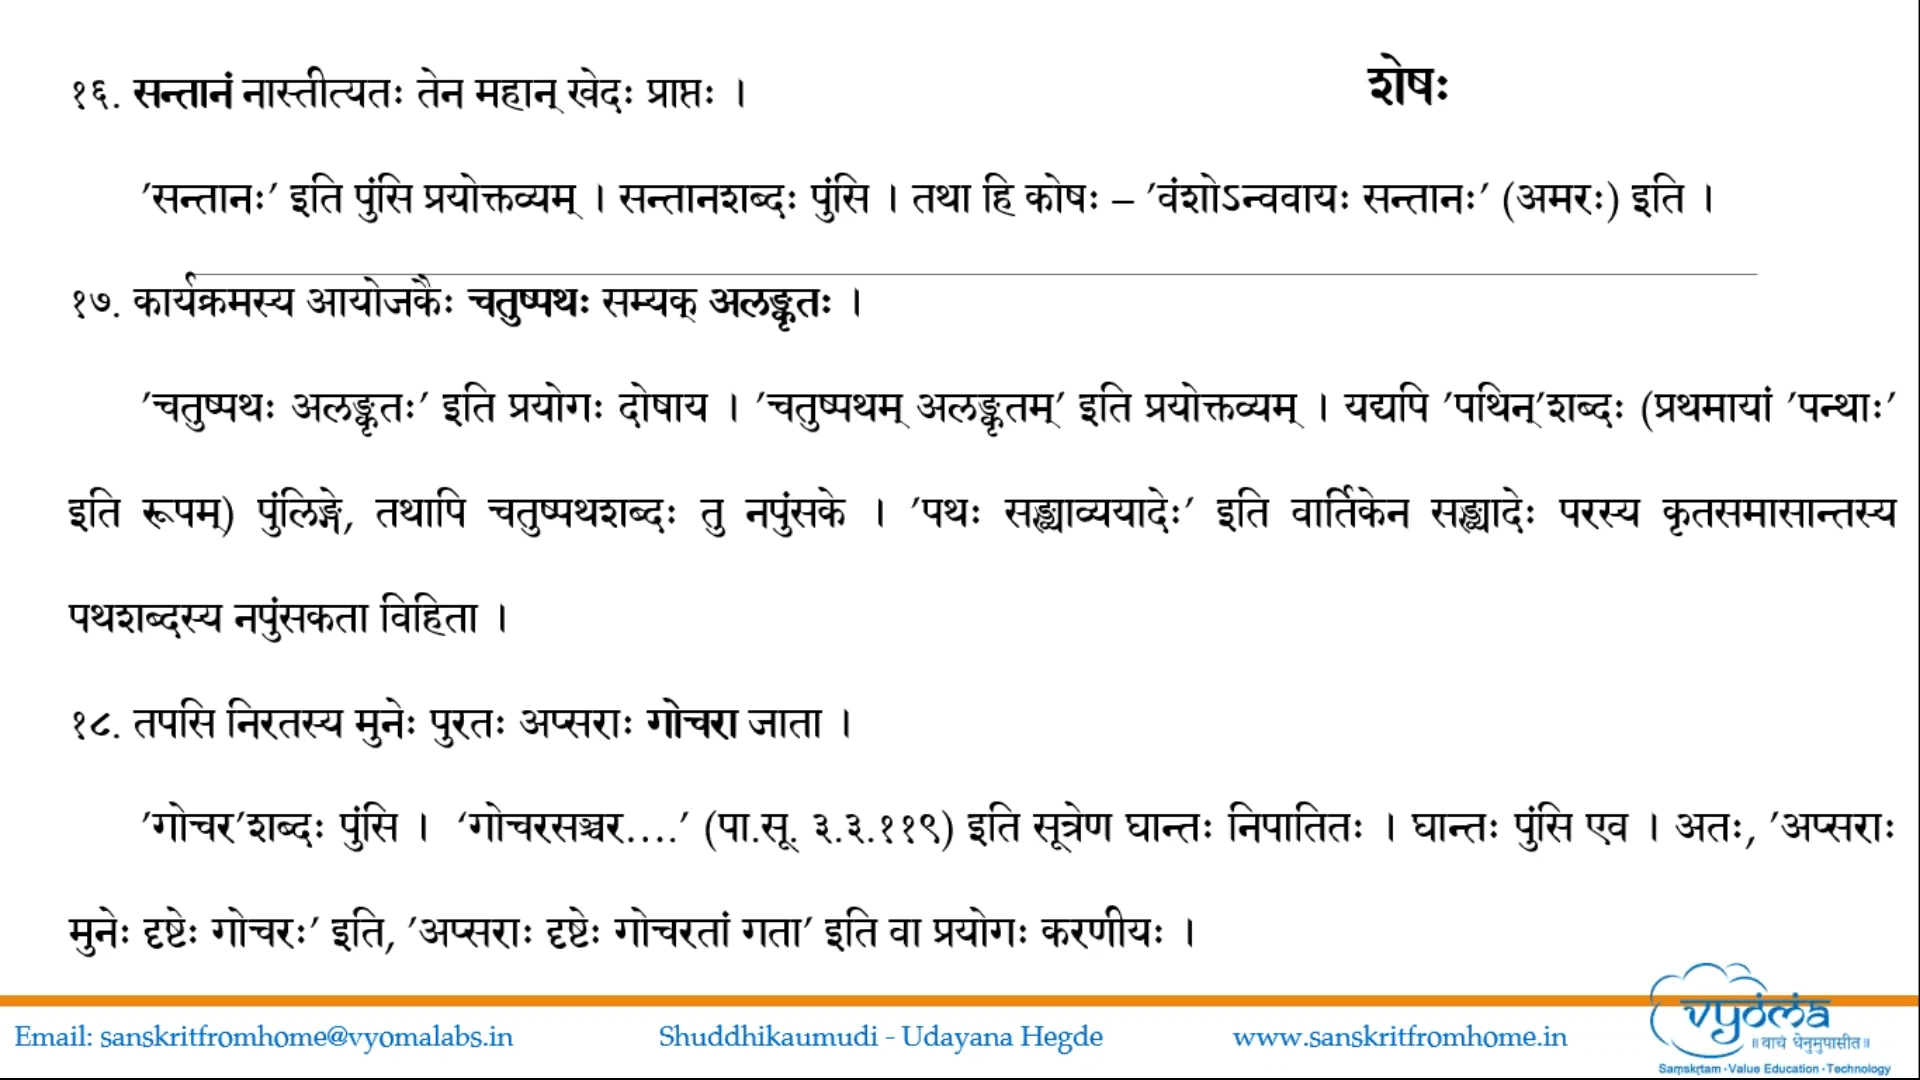 १६. सन्तानं नास्तीत्यतः तेन महान् खेदः प्राप्तः ।
शेषः
’सन्तानः’ इति पुंसि प्रयोक्तव्यम् । सन्तानशब्दः पुंसि । तथा हि कोषः – ’वंशोऽन्ववायः सन्तानः’ (अमरः) इति ।
१७. कार्यक्रमस्य आयोजकैः चतुष्पथः सम्यक् अलङ्कृतः ।
’चतुष्पथः अलङ्कृतः’ इति प्रयोगः दोषाय । ’चतुष्पथम् अलङ्कृतम्’ इति प्रयोक्तव्यम् । यद्यपि ’पथिन्’शब्दः (प्रथमायां ’पन्थाः’
इति रूपम्) पुंलिङ्गे, तथापि चतुष्पथशब्दः तु नपुंसके । ’पथः सङ्ख्याव्ययादेः’ इति वार्तिकेन सङ्ख्यादेः परस्य कृतसमासान्तस्य
पथशब्दस्य नपुंसकता विहिता ।
१८. तपसि निरतस्य मुनेः पुरतः अप्सराः गोचरा जाता ।
’गोचर’शब्दः पुंसि । ‘गोचरसञ्चर....’ (पा.सू. ३.३.११९) इति सूत्रेण घान्तः निपातितः । घान्तः पुंसि एव । अतः, ’अप्सराः
मुनेः दृष्टेः गोचरः’ इति, ’अप्सराः दृष्टेः गोचरतां गता’ इति वा प्रयोगः करणीयः ।
Email: sanskritfromhome@vyomalabs.in
Shuddhikaumudi - Udayana Hegde
www.sanskritfromhome.in
vyoma
॥वाचं धेनुमुपासीत॥
Saṃskṛtam · Value Education · Technology